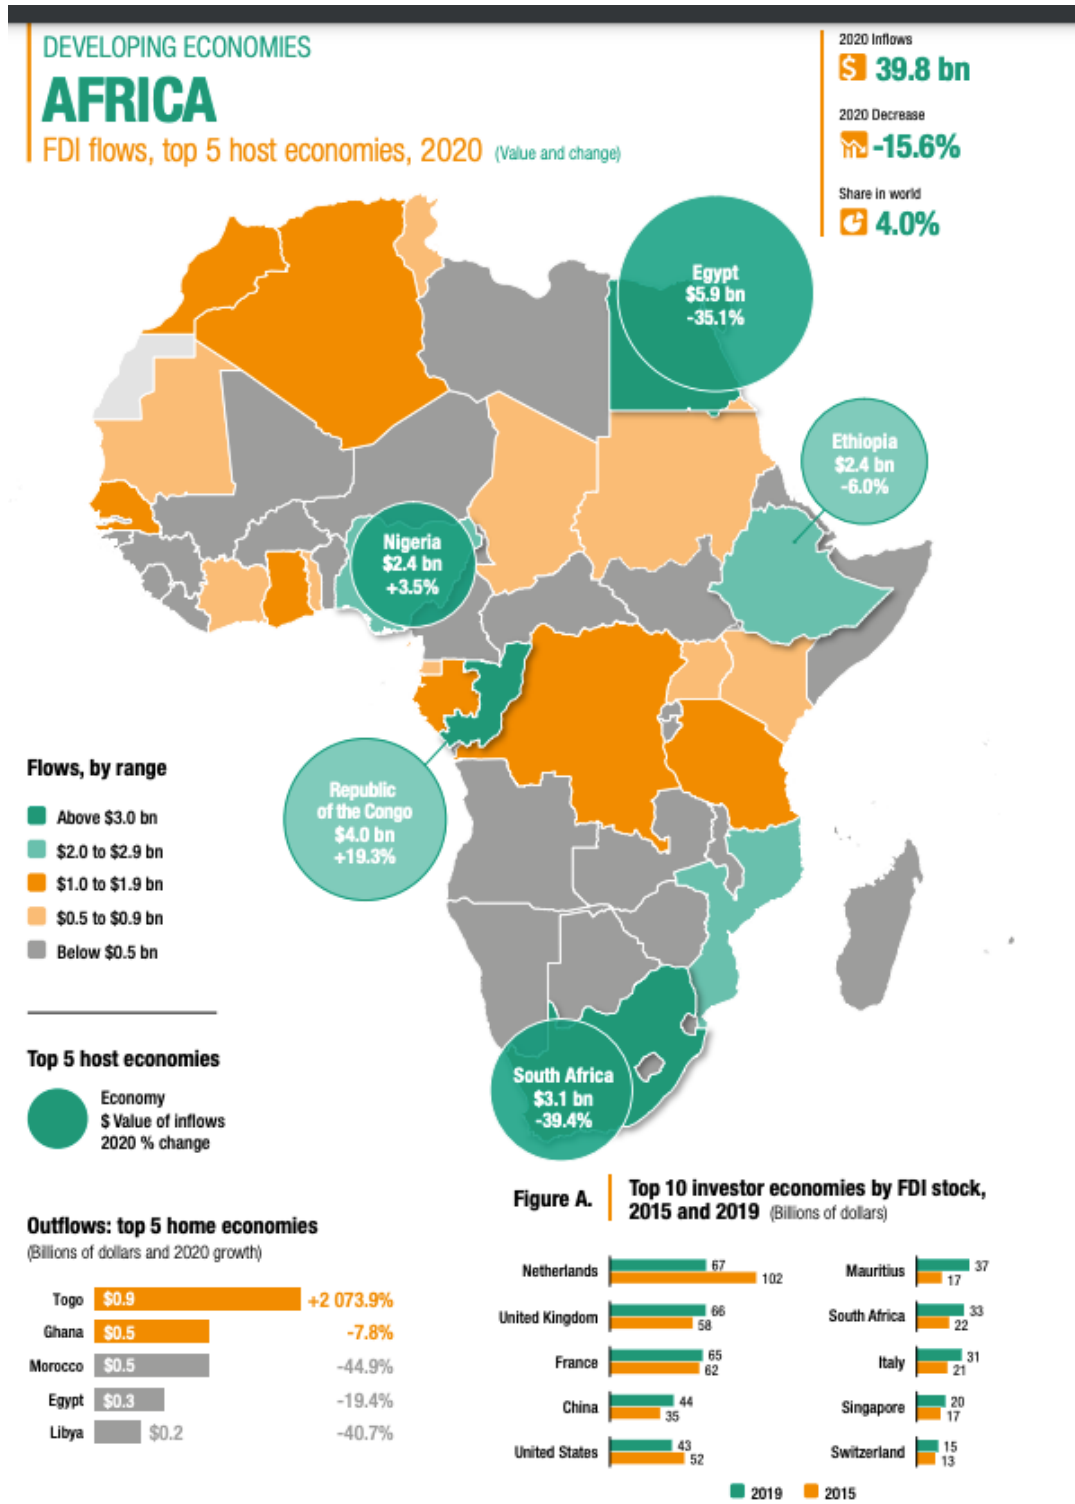 DEVELOPING ECONOMIES
AFRICA
FDI flows, top 5 host economies, 2020 (Value and change)
2020 Inflows
$ 39.8 bn
2020 Decrease
-15.6%
Share in world
4.0%
Egypt
$5.9 bn
-35.1%
Ethiopia
$2.4 bn
-6.0%
Nigeria
$2.4 bn
+3.5%
Republic
of the Congo
$4.0 bn
+19.3%
South Africa
$3.1 bn
-39.4%
Flows, by range
Above $3.0 bn
$2.0 to $2.9 bn
$1.0 to $1.9 bn
$0.5 to $0.9 bn
Below $0.5 bn
Top 5 host economies
Economy
$ Value of inflows
2020 % change
Outflows: top 5 home economies
(Billions of dollars and 2020 growth)
Togo $0.9 +2 073.9%
Ghana $0.5 -7.8%
Morocco $0.5 -44.9%
Egypt $0.3 -19.4%
Libya $0.2 -40.7%
Figure A.
Top 10 investor economies by FDI stock,
2015 and 2019 (Billions of dollars)
Netherlands 67
102
United Kingdom 66
58
France 65
62
China 44
35
United States 43
52
Mauritius 37
17
South Africa 33
22
Italy 31
21
Singapore 20
17
Switzerland 15
13
2019 2015